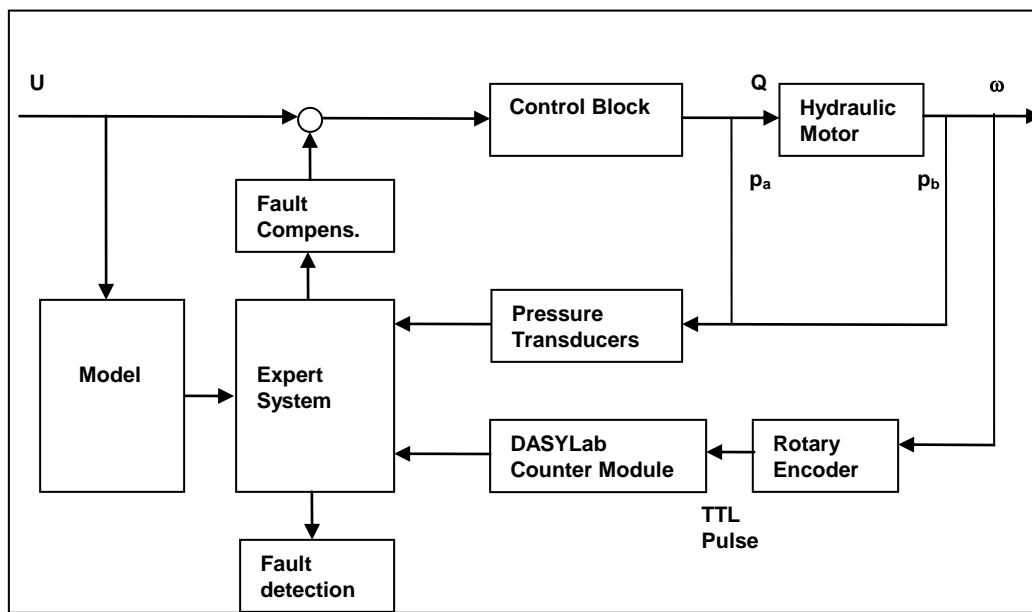 U
Control Block
Q
Hydraulic
Motor
ω
pa
pb
Fault
Compens.
Pressure
Transducers
Model
Expert
System
DASYLab
Counter Module
Rotary
Encoder
TTL
Pulse
Fault
detection